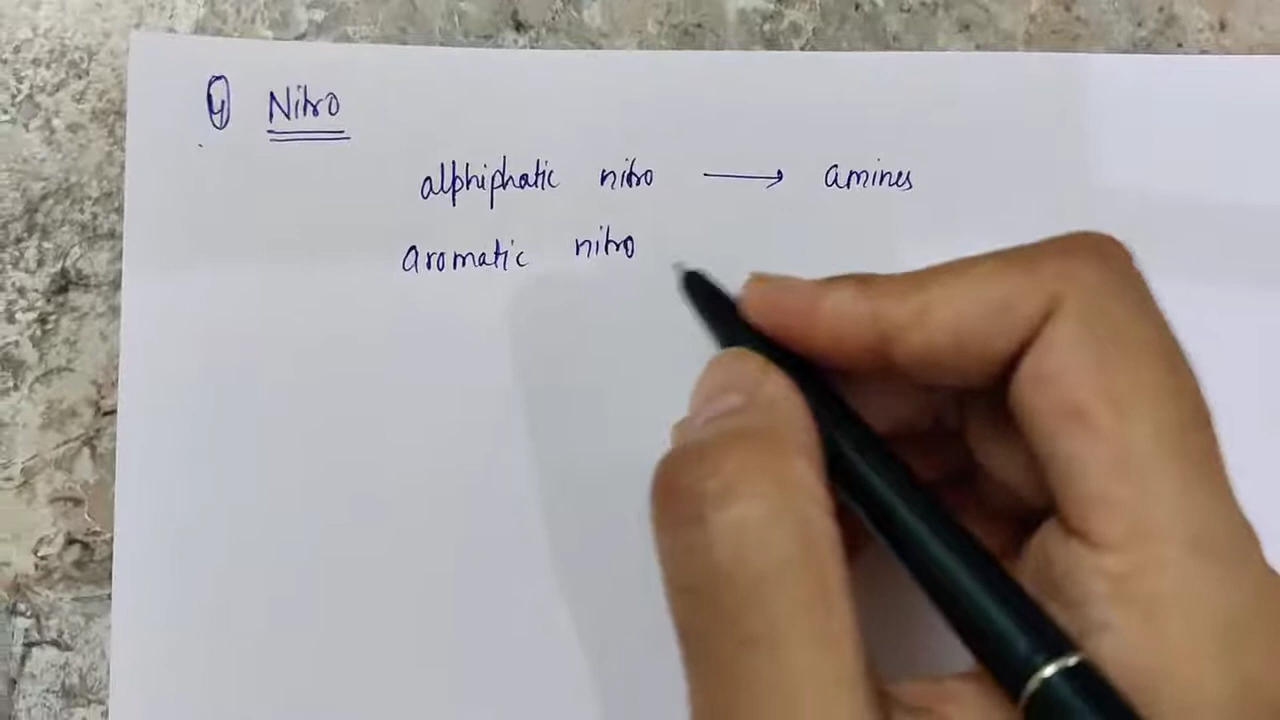 ④ Nitro
alphiphatic nitro ⟶ amines
aromatic nitro